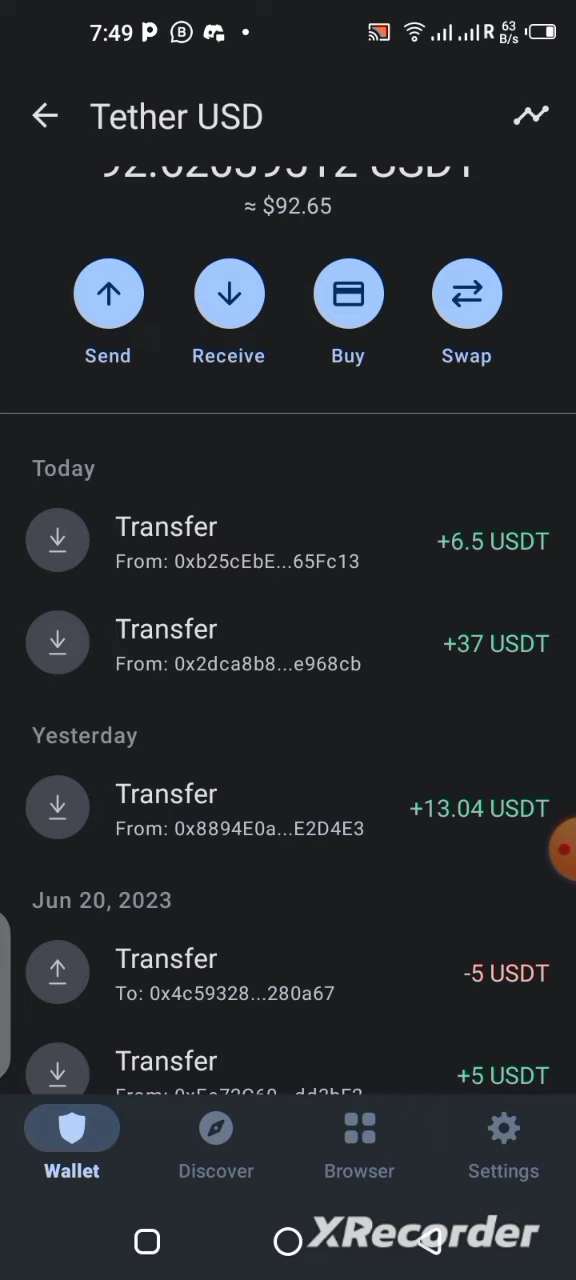 7:49
R 63 B/s
Tether USD
≈ $92.65
Send Receive Buy Swap
Today
Transfer
+6.5 USDT
From: 0xb25cEbE...65Fc13
Transfer
+37 USDT
From: 0x2dca8b8...e968cb
Yesterday
Transfer
+13.04 USDT
From: 0x8894E0a...E2D4E3
Jun 20, 2023
Transfer
-5 USDT
To: 0x4c59328...280a67
Transfer
+5 USDT
Wallet Discover Browser Settings
XRecorder